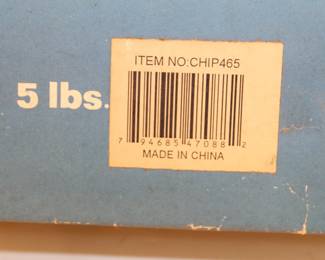 ITEM NO:CHIP465
5 lbs.
7 94685 47088 2
MADE IN CHINA